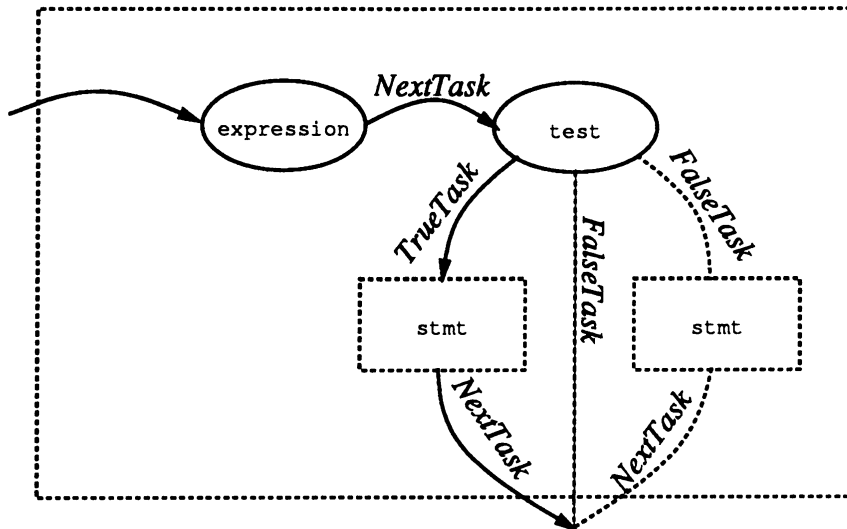 NextTask
expression
test
TrueTask
FalseTask
FalseTask
stmt
stmt
NextTask
NextTask